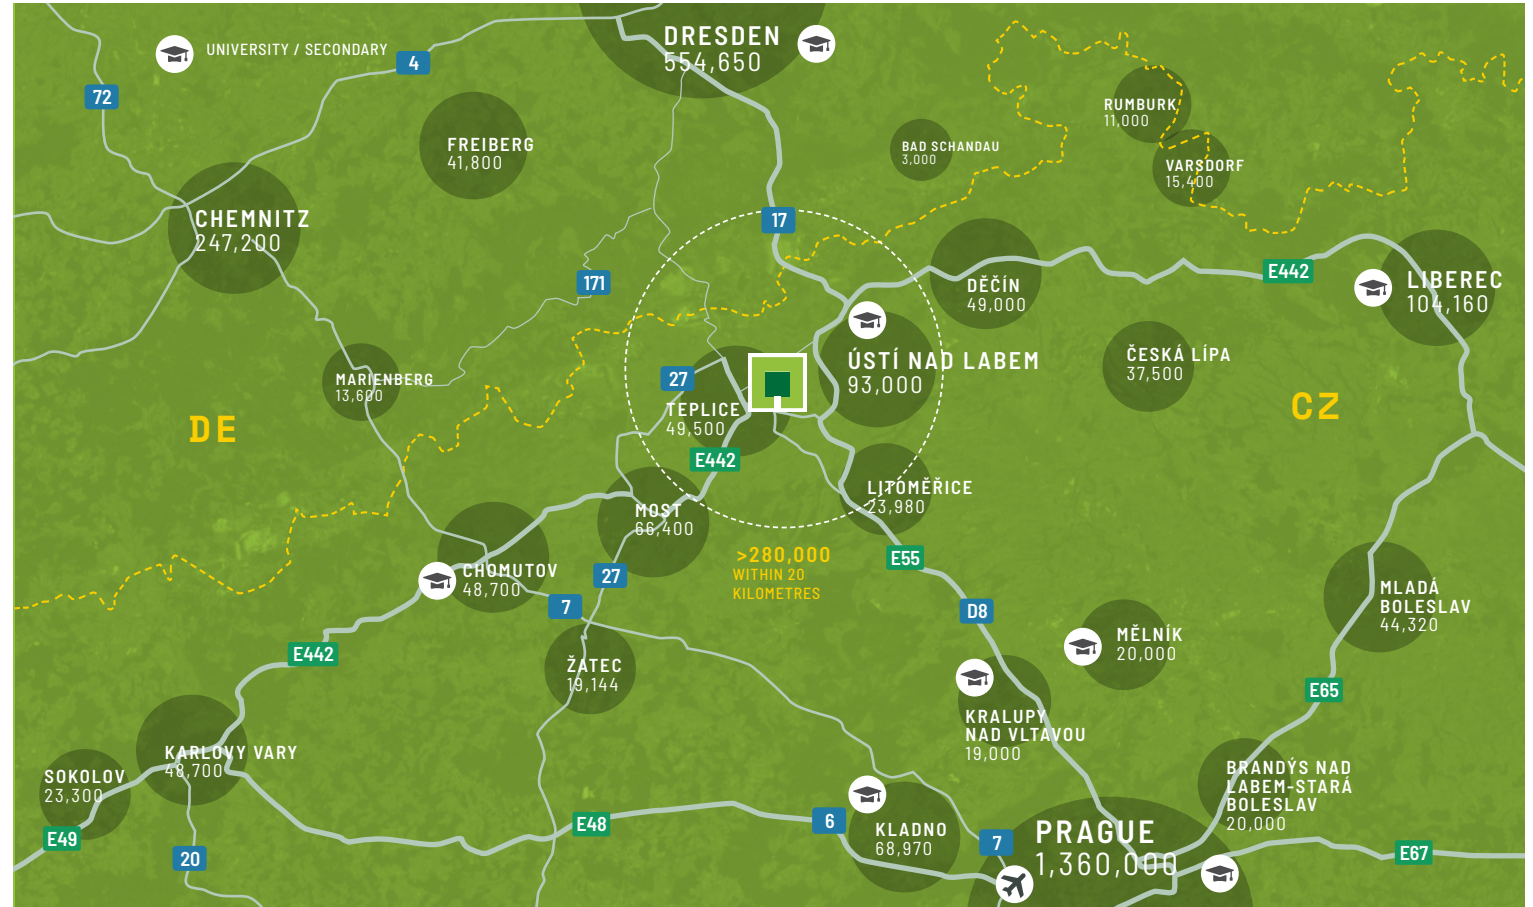 DRESDEN
554,650
UNIVERSITY / SECONDARY
4
72
RUMBURK
11,000
FREIBERG
41,800
BAD SCHANDAU
3,000
VARSDORF
15,400
CHEMNITZ
247,200
17
171
E442
DĚČÍN
49,000
LIBEREC
104,160
ÚSTÍ NAD LABEM
93,000
ČESKÁ LÍPA
37,500
MARIENBERG
13,600
27
TEPLICE
49,500
DE
CZ
E442
LITOMĚŘICE
23,980
MOST
66,400
>280,000
WITHIN 20
KILOMETRES
E55
CHOMUTOV
48,700
27
7
D8
MLADÁ
BOLESLAV
44,320
MĚLNÍK
20,000
E442
ŽATEC
19,144
E65
KRALUPY
NAD VLTAVOU
19,000
KARLOVY VARY
48,700
SOKOLOV
23,300
BRANDÝS NAD
LABEM-STARÁ
BOLESLAV
20,000
E49
20
E48
6
KLADNO
68,970
7
PRAGUE
1,360,000
E67